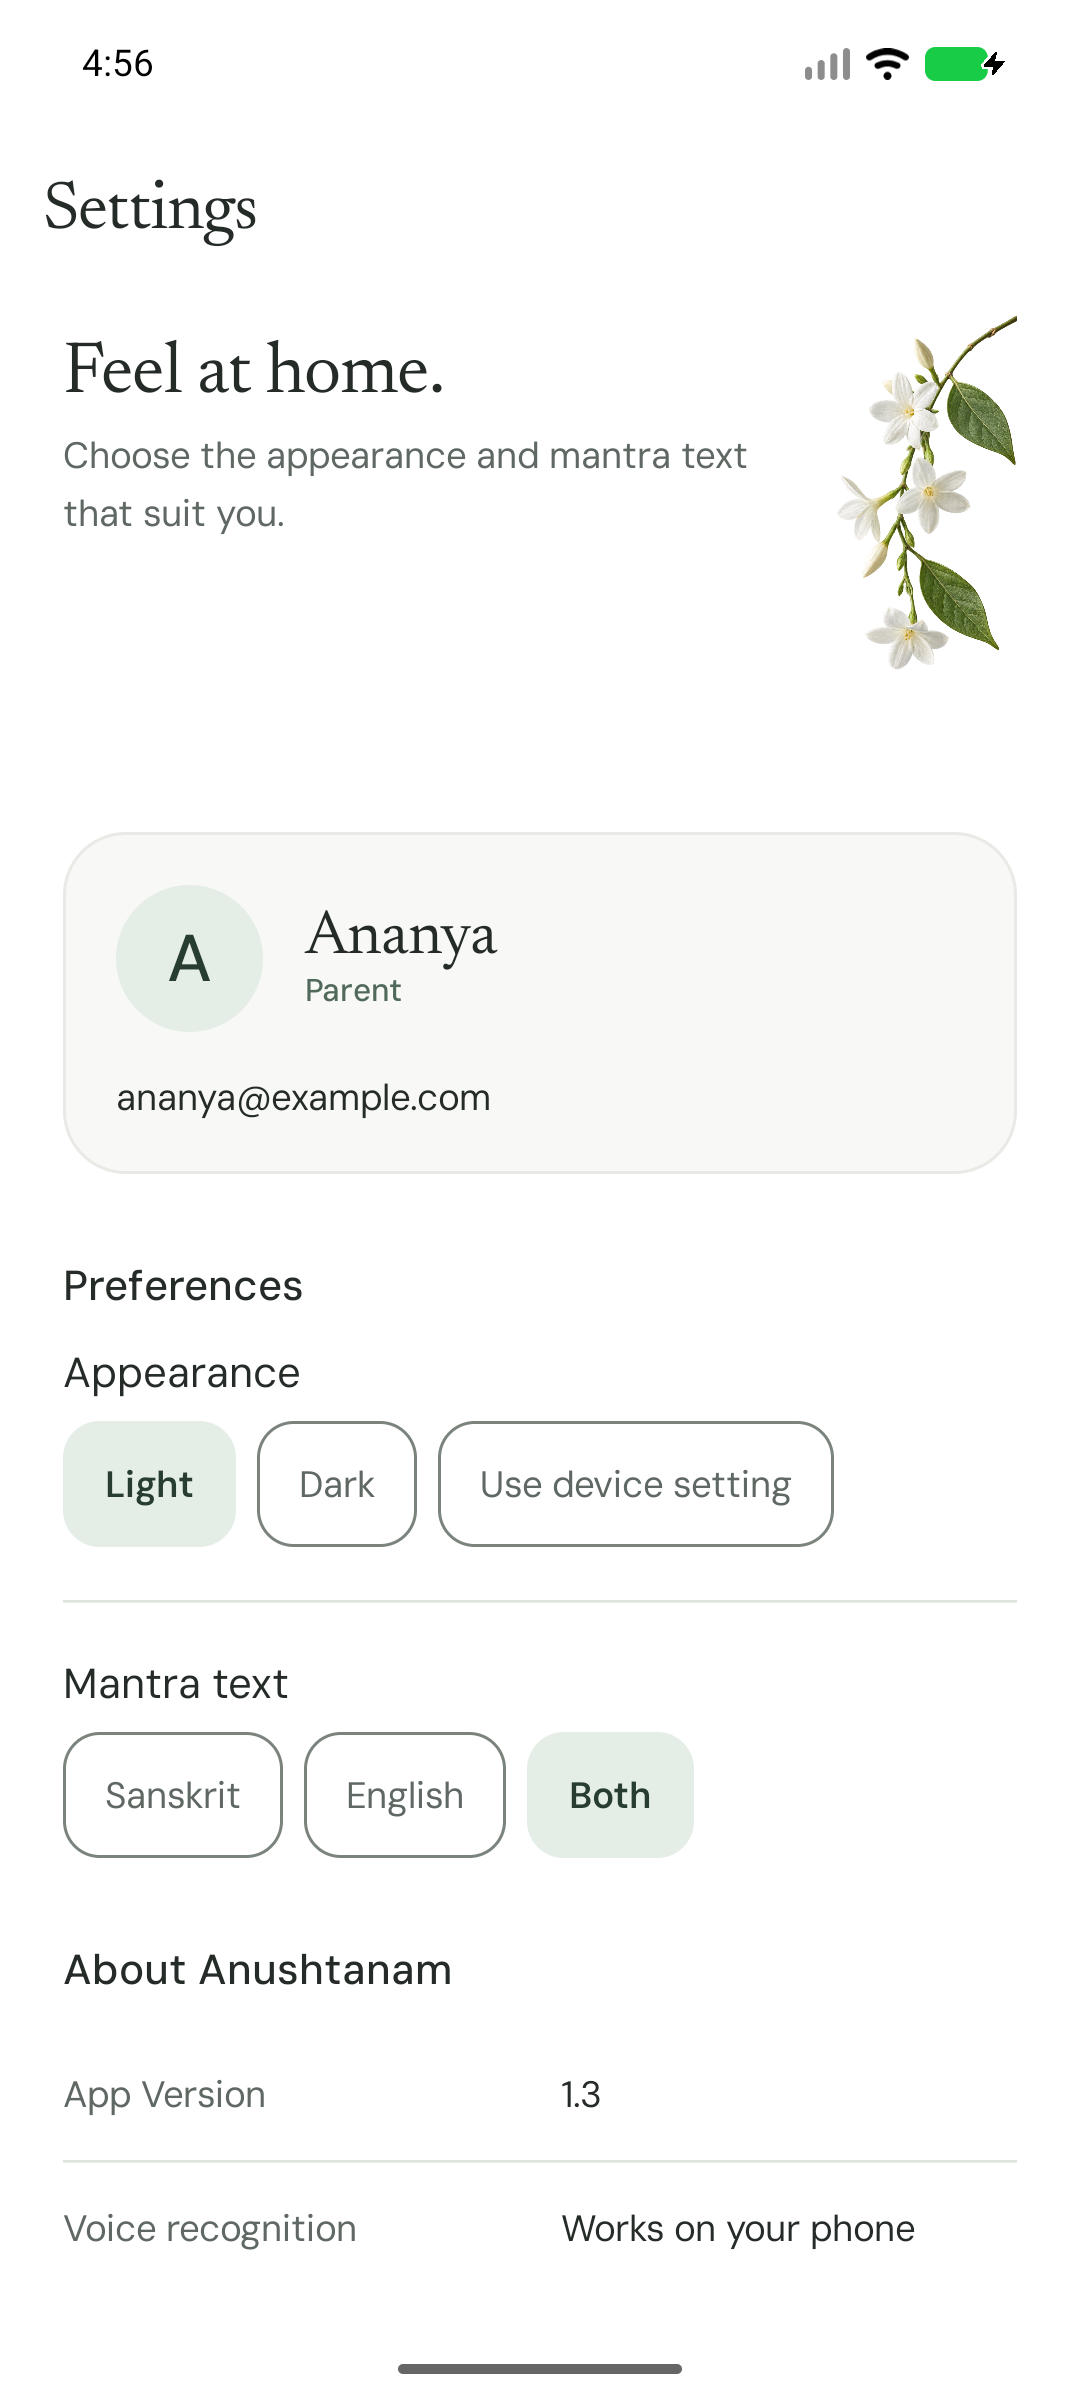 4:56
Settings
Feel at home.
Choose the appearance and mantra text
that suit you.
A
Ananya
Parent
ananya@example.com
Preferences
Appearance
Light Dark Use device setting
Mantra text
Sanskrit English Both
About Anushtanam
App Version 1.3
Voice recognition Works on your phone